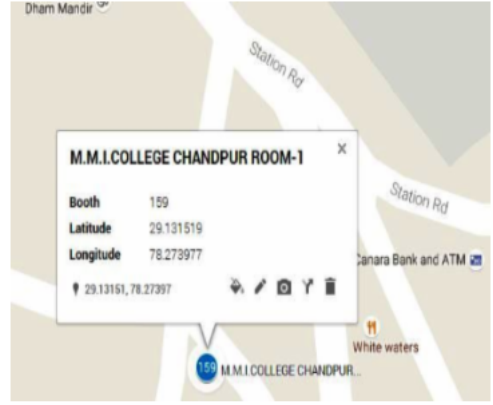 Dham Mandir
Station Rd
M.M.I.COLLEGE CHANDPUR ROOM-1
Booth 159
Latitude 29.131519
Longitude 78.273977
29.13151, 78.27397
Station Rd
Canara Bank and ATM
White waters
159 M.M.I.COLLEGE CHANDPUR...